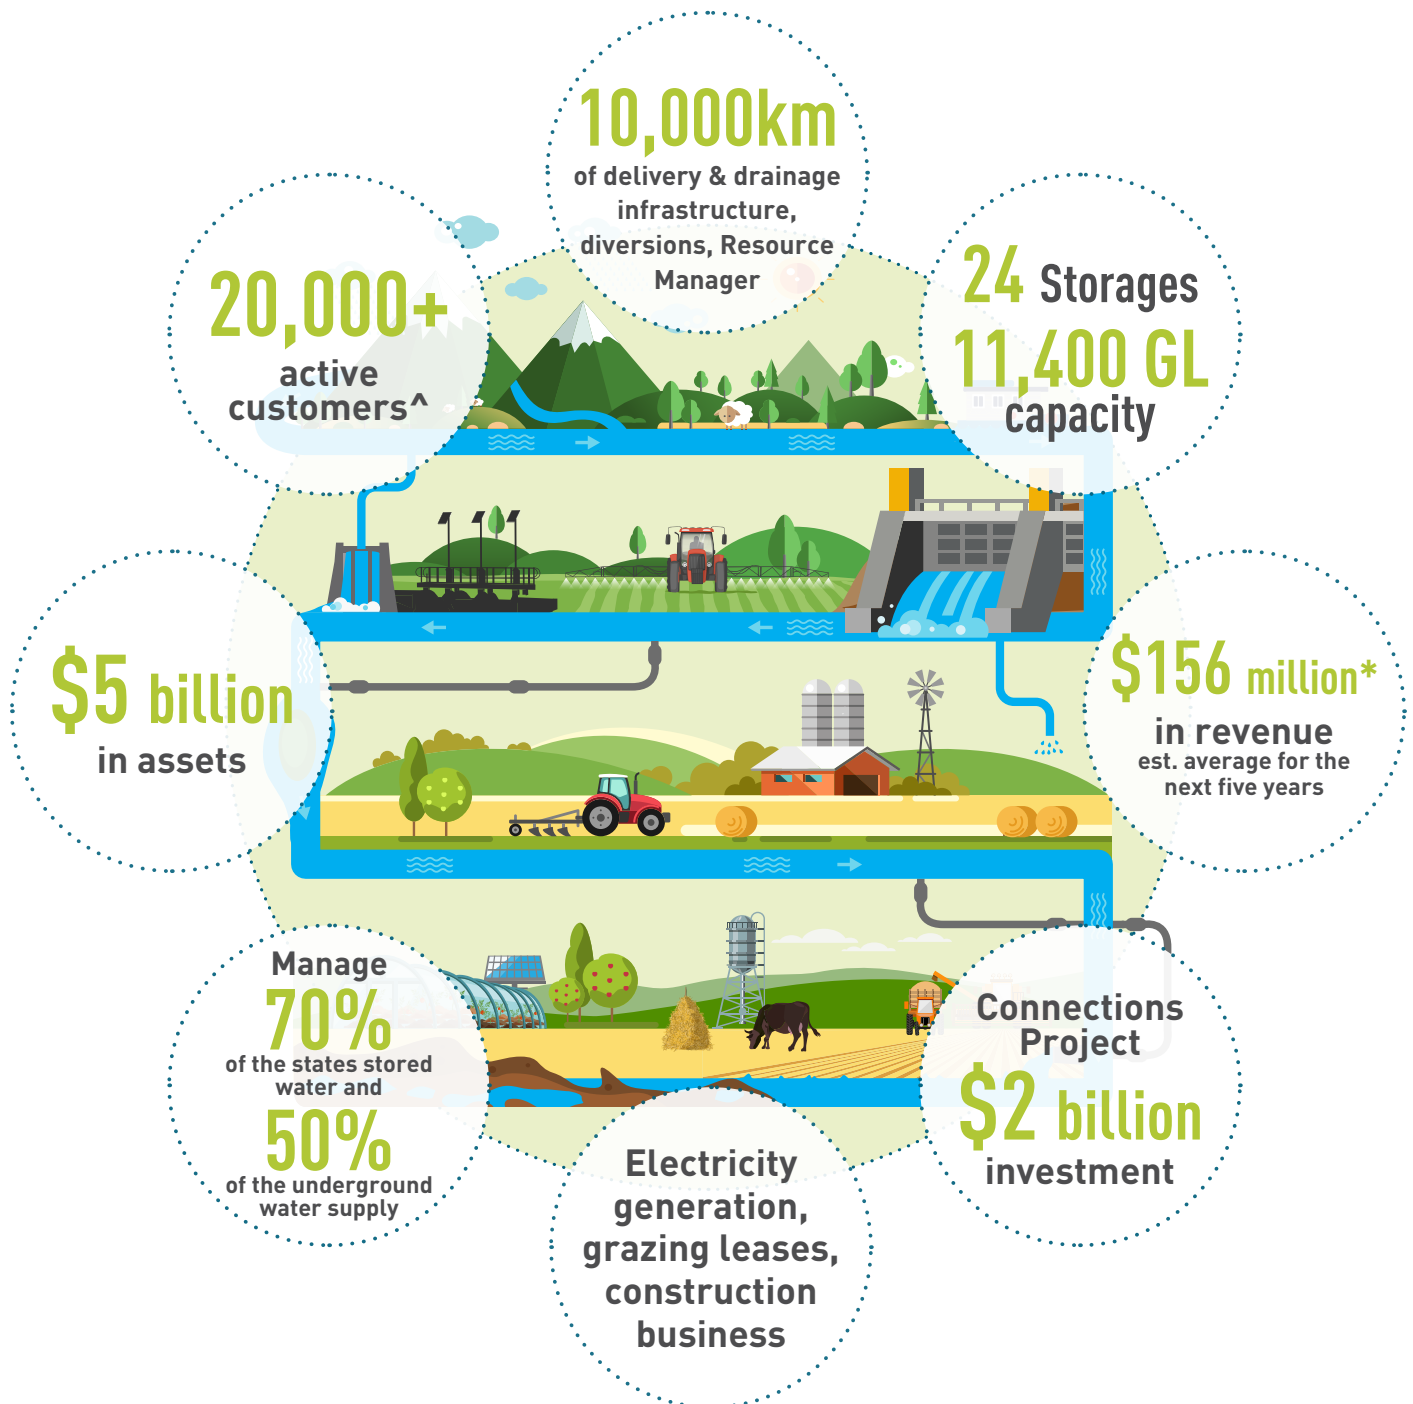 10,000km
of delivery & drainage
infrastructure,
diversions, Resource
Manager
20,000+
active
customers^
24 Storages
11,400 GL
capacity
$5 billion
in assets
$156 million*
in revenue
est. average for the
next five years
Manage
70%
of the states stored
water and
50%
of the underground
water supply
Connections
Project
$2 billion
investment
Electricity
generation,
grazing leases,
construction
business